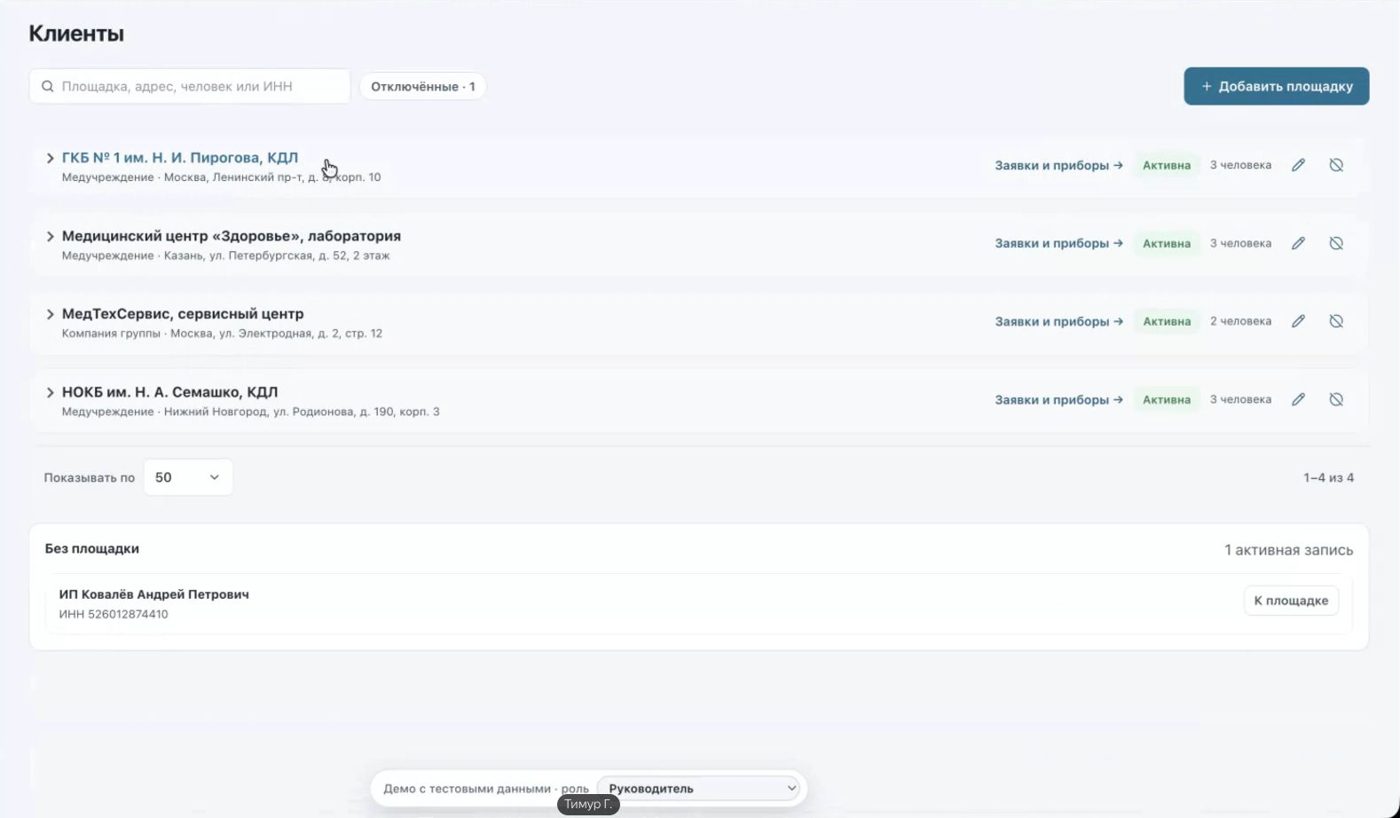 Клиенты
Площадка, адрес, человек или ИНН
Отключённые · 1
+ Добавить площадку
ГКБ № 1 им. Н. И. Пирогова, КДЛ
Медучреждение · Москва, Ленинский пр-т, д. 8, корп. 10
Заявки и приборы →
Активна
3 человека
Медицинский центр «Здоровье», лаборатория
Медучреждение · Казань, ул. Петербургская, д. 52, 2 этаж
Заявки и приборы →
Активна
3 человека
МедТехСервис, сервисный центр
Компания группы · Москва, ул. Электродная, д. 2, стр. 12
Заявки и приборы →
Активна
2 человека
НОКБ им. Н. А. Семашко, КДЛ
Медучреждение · Нижний Новгород, ул. Родионова, д. 190, корп. 3
Заявки и приборы →
Активна
3 человека
Показывать по
50
1–4 из 4
Без площадки
1 активная запись
ИП Ковалёв Андрей Петрович
ИНН 526012874410
К площадке
Демо с тестовыми данными · роль
Руководитель
Тимур Г.